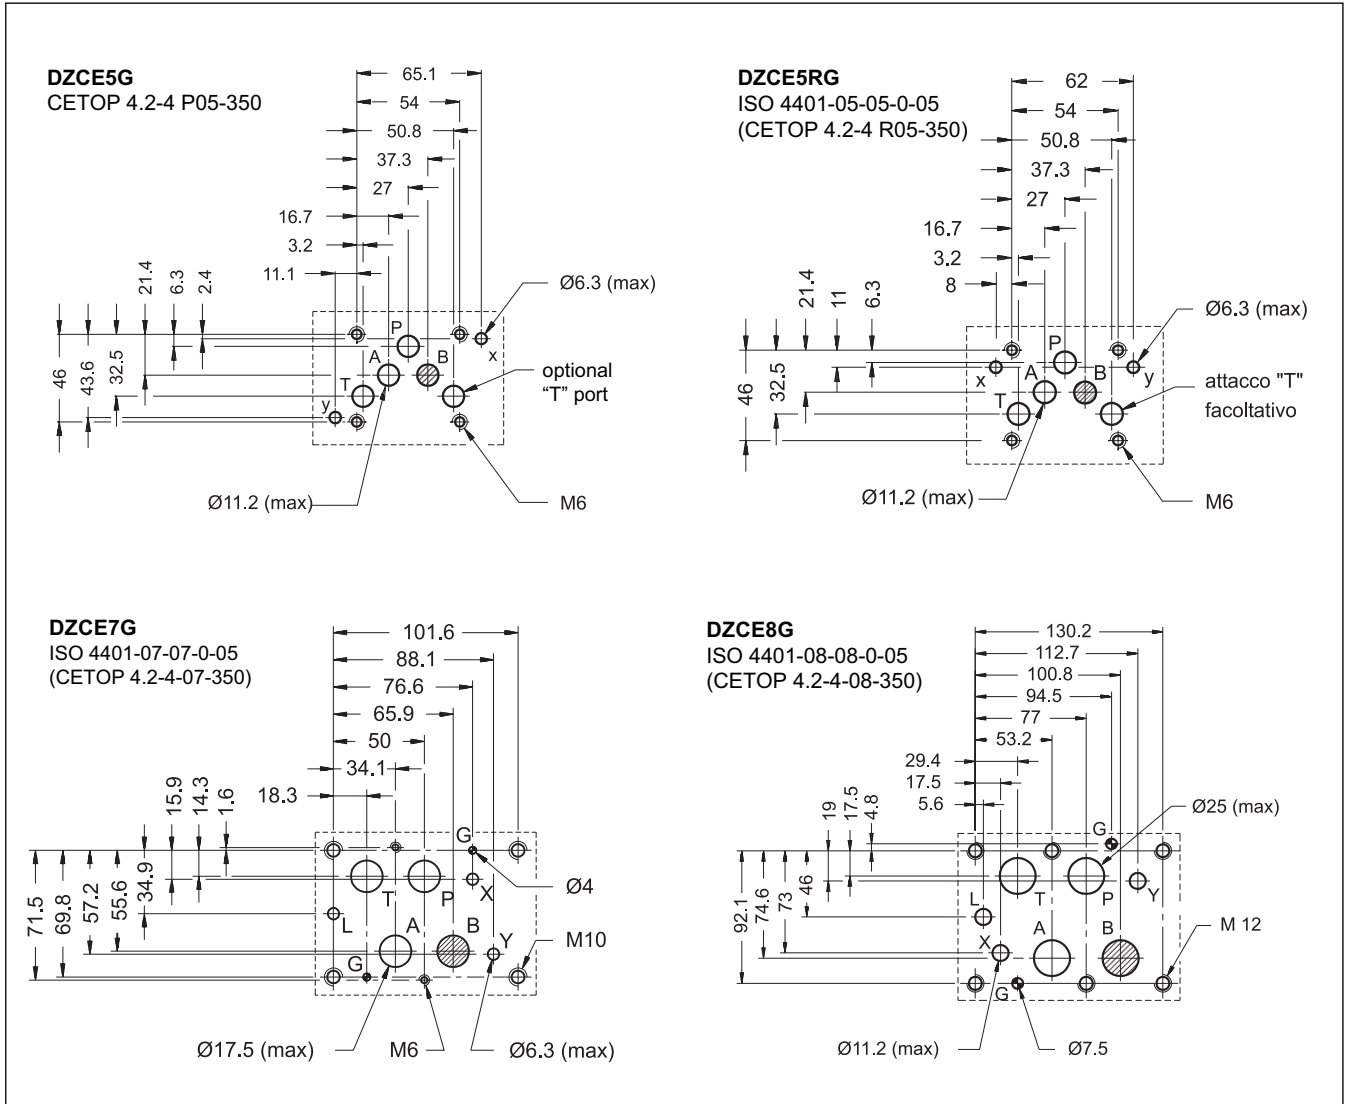 DZCE5G
CETOP 4.2-4 P05-350
65.1
54
50.8
37.3
27
16.7
3.2
11.1
21.4
6.3
2.4
46
43.6
32.5
Ø6.3 (max)
P
A
B
x
T
y
optional
“T” port
Ø11.2 (max)
M6
DZCE5RG
ISO 4401-05-05-0-05
(CETOP 4.2-4 R05-350)
62
54
50.8
37.3
27
16.7
3.2
8
21.4
11
6.3
46
32.5
Ø6.3 (max)
P
x
A
B
y
T
attacco "T"
facoltativo
Ø11.2 (max)
M6
DZCE7G
ISO 4401-07-07-0-05
(CETOP 4.2-4-07-350)
101.6
88.1
76.6
65.9
50
34.1
18.3
15.9
14.3
1.6
71.5
69.8
57.2
55.6
34.9
G
Ø4
T
P
X
L
A
B
Y
M10
G
Ø17.5 (max)
M6
Ø6.3 (max)
DZCE8G
ISO 4401-08-08-0-05
(CETOP 4.2-4-08-350)
130.2
112.7
100.8
94.5
77
53.2
29.4
17.5
5.6
19
17.5
4.8
92.1
74.6
73
46
G
Ø25 (max)
T
P
Y
L
X
A
B
M 12
G
Ø11.2 (max)
Ø7.5